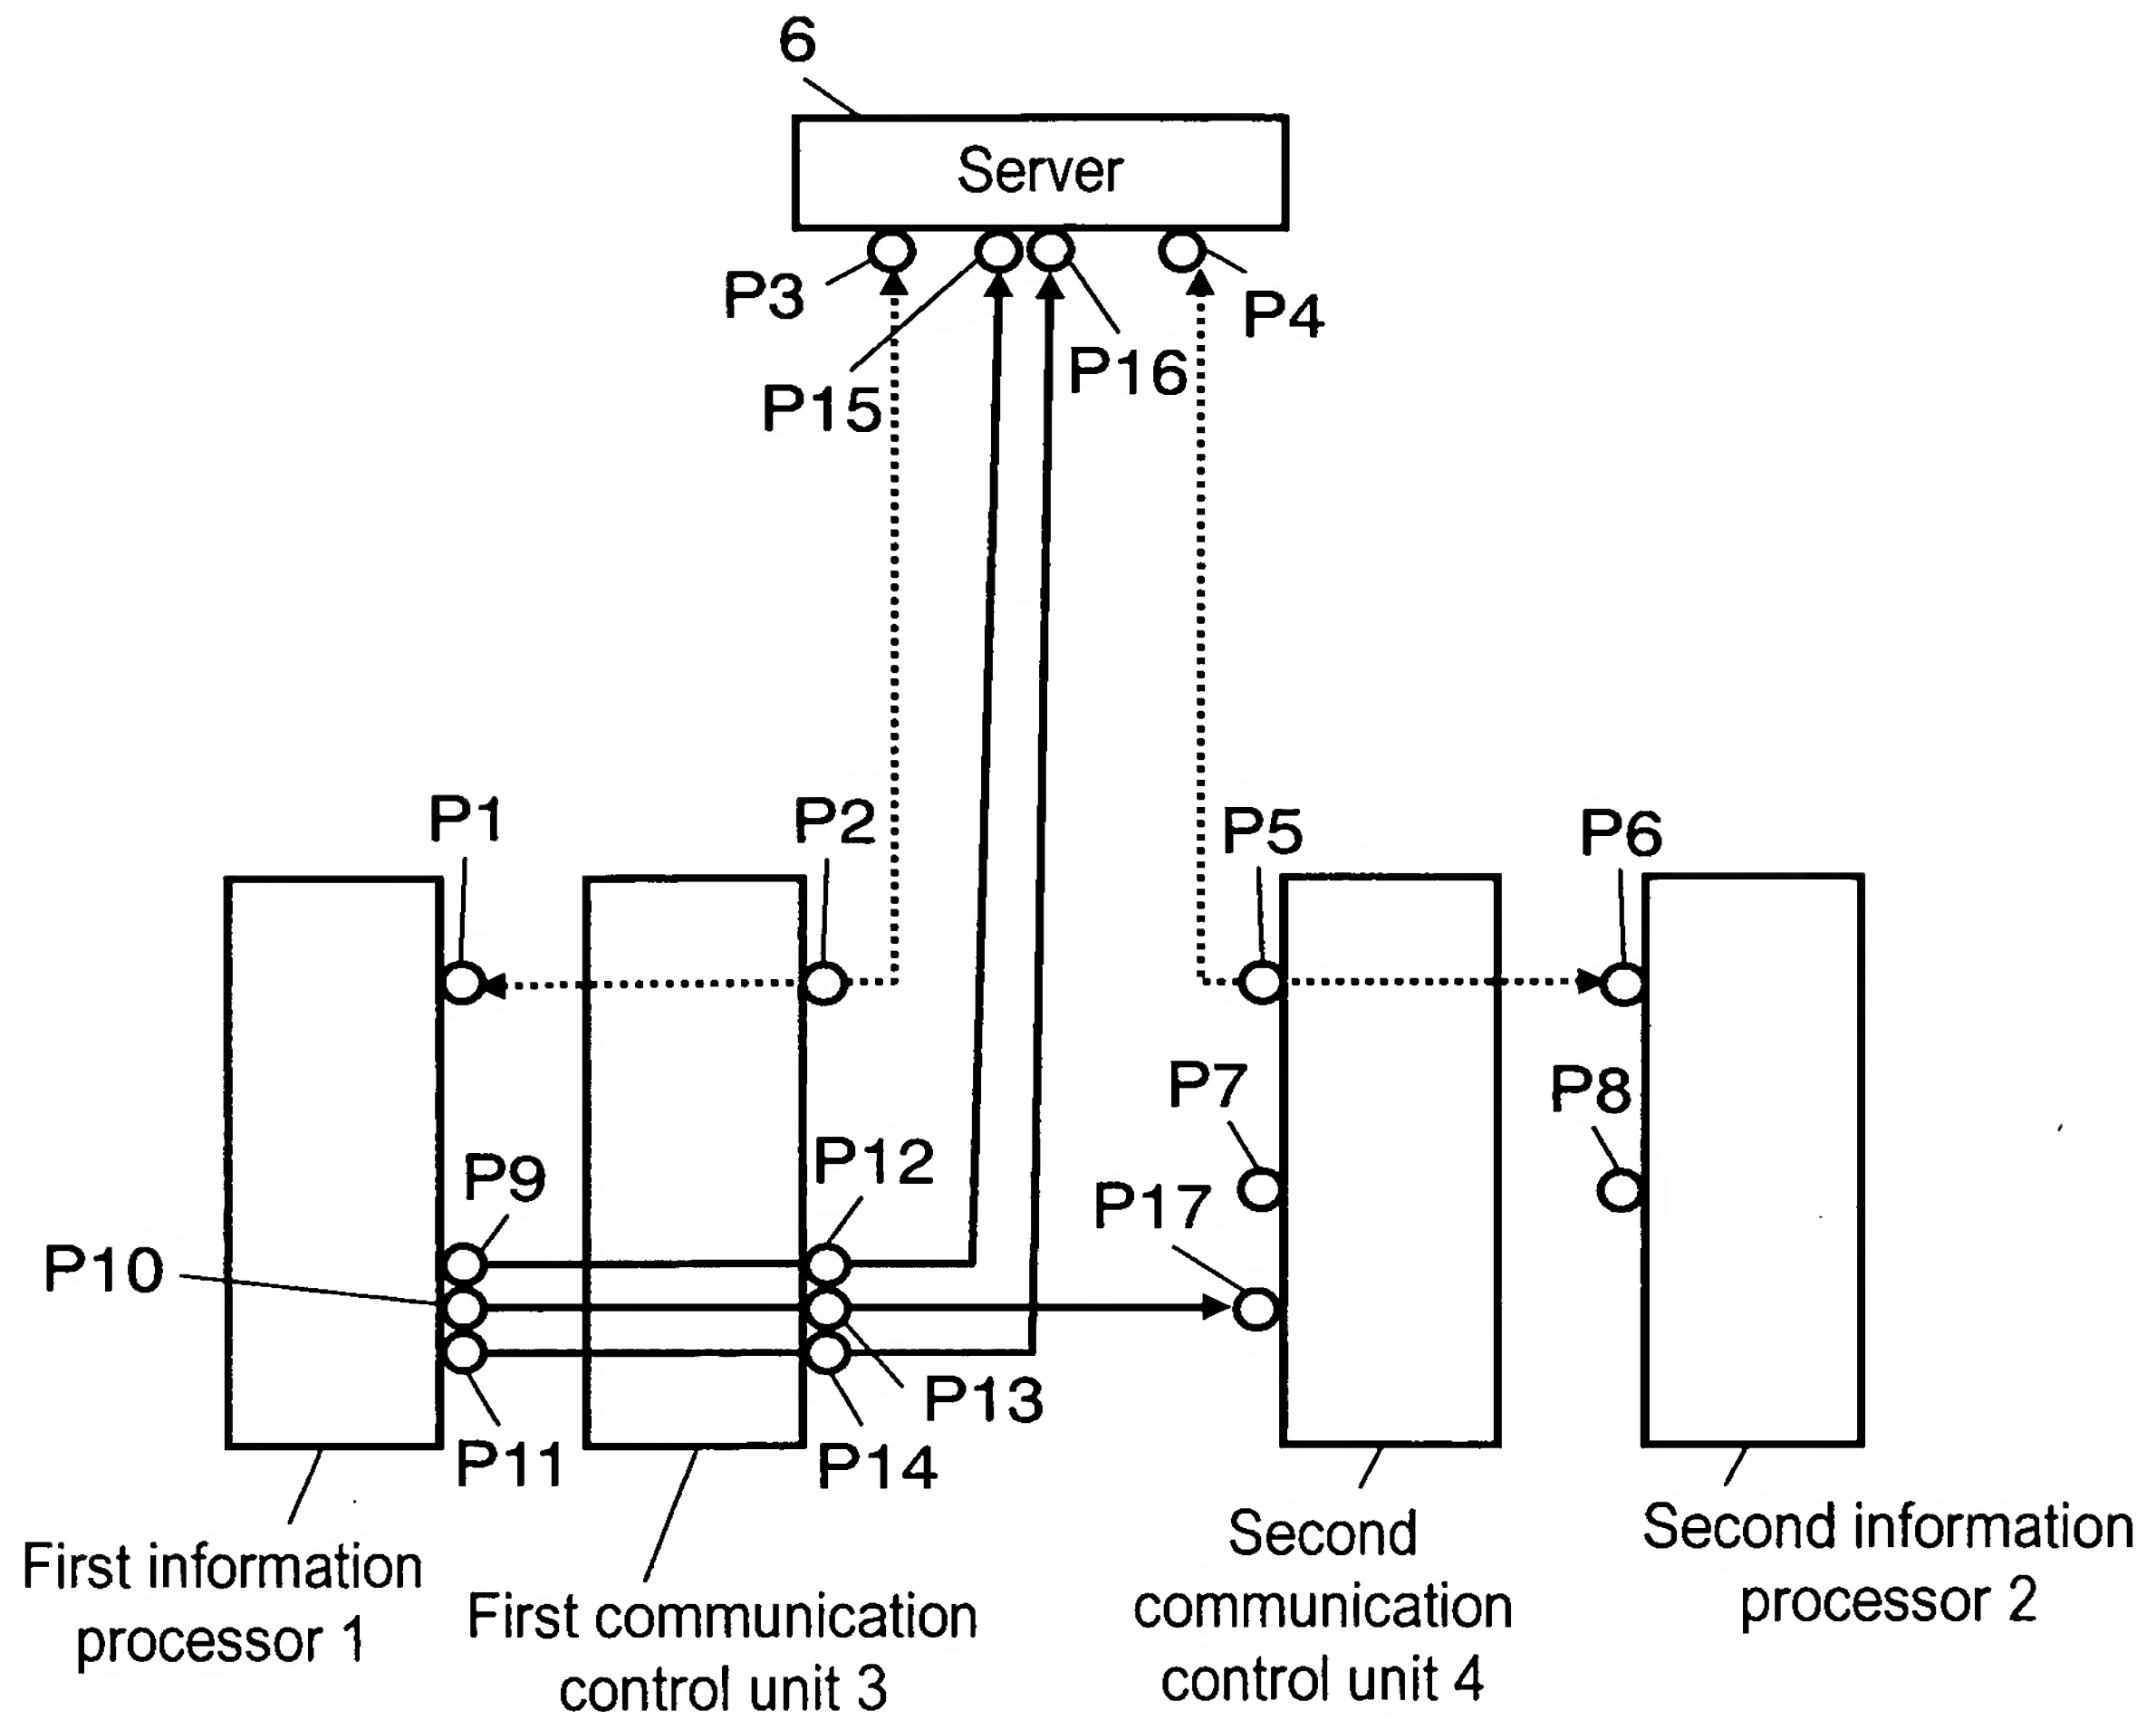 6
Server
P3
P4
P16
P15
P1
P2
P5
P6
P7
P8
P12
P9
P17
P10
P13
P11
P14
First information
processor 1
First communication
control unit 3
Second
communication
control unit 4
Second information
processor 2